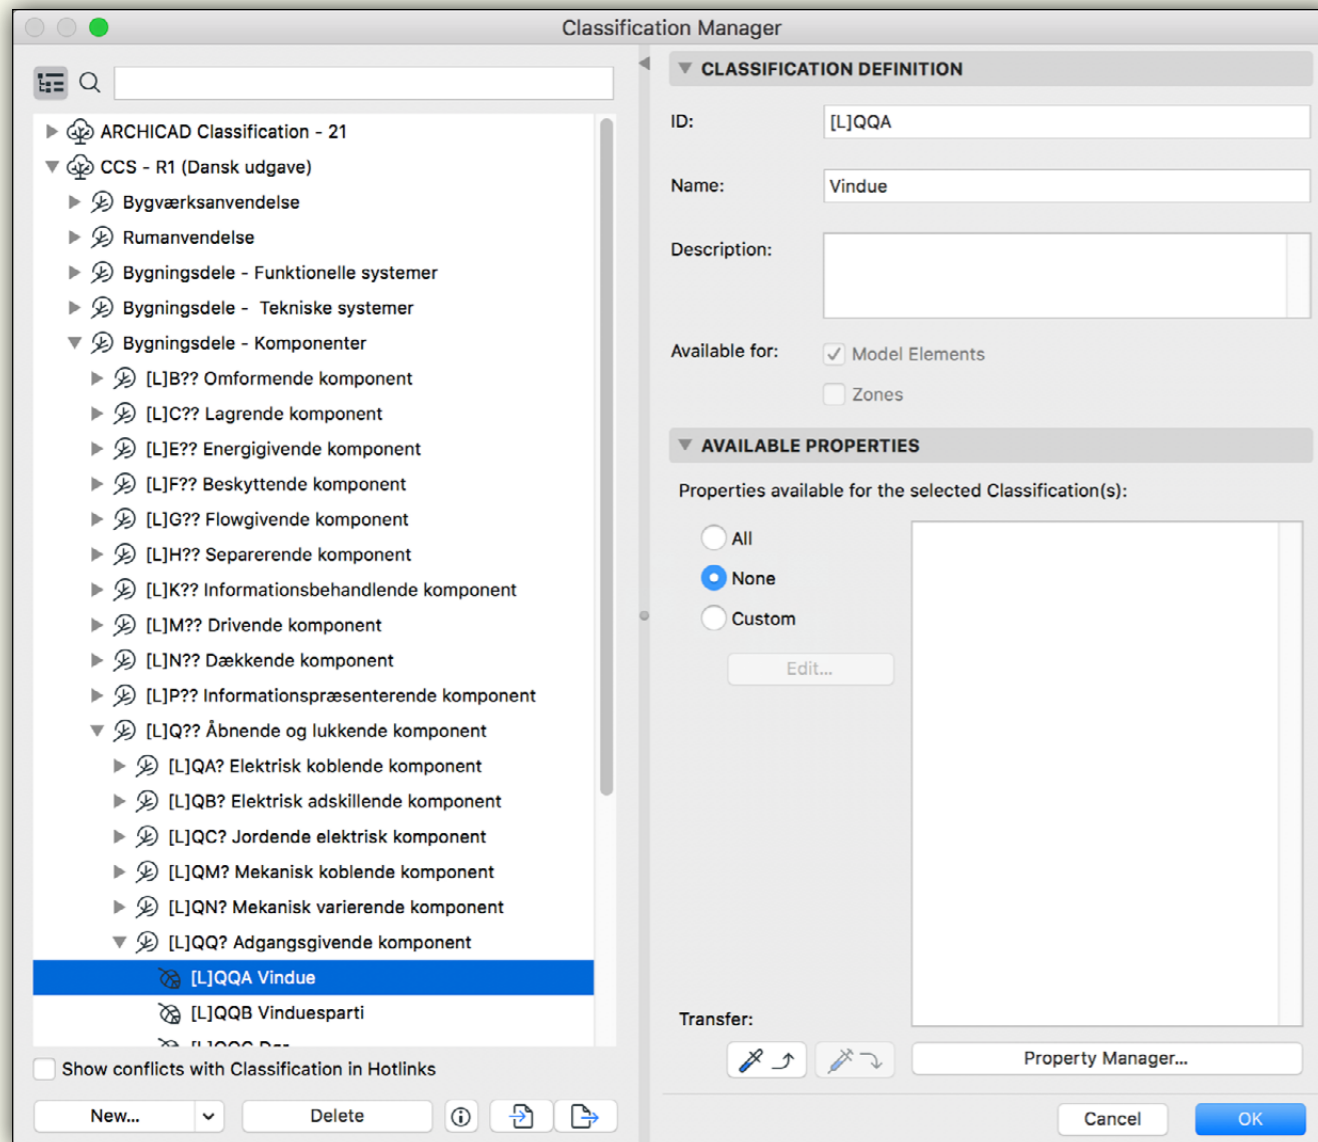 Classification Manager
ARCHICAD Classification - 21
CCS - R1 (Dansk udgave)
Bygværksanvendelse
Rumanvendelse
Bygningsdele - Funktionelle systemer
Bygningsdele -  Tekniske systemer
Bygningsdele - Komponenter
[L]B?? Omformende komponent
[L]C?? Lagrende komponent
[L]E?? Energigivende komponent
[L]F?? Beskyttende komponent
[L]G?? Flowgivende komponent
[L]H?? Separerende komponent
[L]K?? Informationsbehandlende komponent
[L]M?? Drivende komponent
[L]N?? Dækkende komponent
[L]P?? Informationspræsenterende komponent
[L]Q?? Åbnende og lukkende komponent
[L]QA? Elektrisk koblende komponent
[L]QB? Elektrisk adskillende komponent
[L]QC? Jordende elektrisk komponent
[L]QM? Mekanisk koblende komponent
[L]QN? Mekanisk varierende komponent
[L]QQ? Adgangsgivende komponent
[L]QQA Vindue
[L]QQB Vinduesparti
[L]QQC Dør
Show conflicts with Classification in Hotlinks
New...
Delete
CLASSIFICATION DEFINITION
ID:
[L]QQA
Name:
Vindue
Description:
Available for:
Model Elements
Zones
AVAILABLE PROPERTIES
Properties available for the selected Classification(s):
All
None
Custom
Edit...
Transfer:
Property Manager...
Cancel
OK